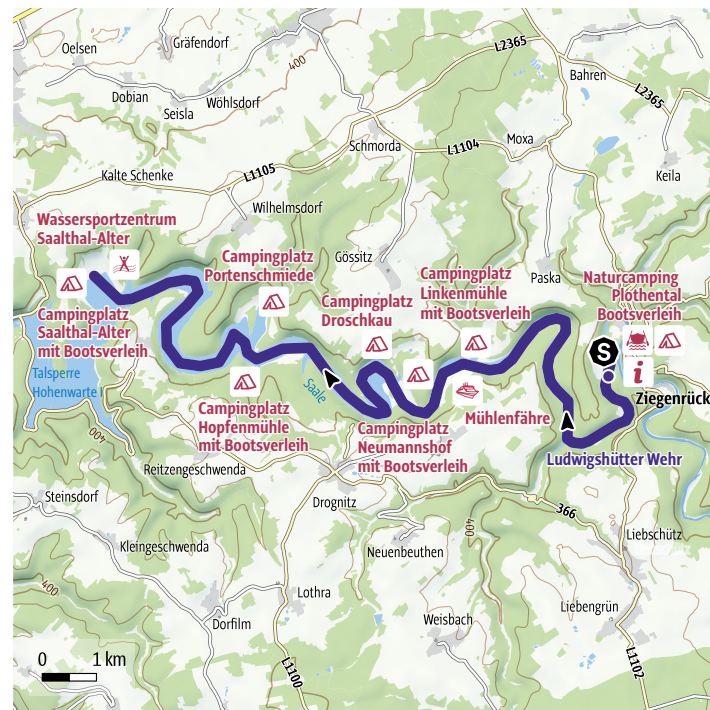 Oelsen
Gräfendorf
400
L2365
Dobian
Wöhlsdorf
Seisla
Bahren
L2365
Schmorda
L1104
Moxa
Kalte Schenke
L1105
Keila
Wilhelmsdorf
Wassersportzentrum
Saalthal-Alter
Gössitz
Paska
Campingplatz
Portenschmiede
Campingplatz
Linkenmühle
mit Bootsverleih
Naturcamping
Plothental
Bootsverleih
Campingplatz
Droschkau
Campingplatz
Saalthal-Alter
mit Bootsverleih
S
i
Talsperre
Hohenwarte I
Saale
Ziegenrück
Campingplatz
Hopfenmühle
mit Bootsverleih
Mühlenfähre
Campingplatz
Neumannshof
mit Bootsverleih
400
Ludwigshütter Wehr
Reitzengeschwenda
Steinsdorf
Drognitz
366
400
Kleingeschwenda
Neuenbeuthen
Liebschütz
400
Lothra
Liebengrün
Dorfilm
Weisbach
L1100
L1102
0 1 km